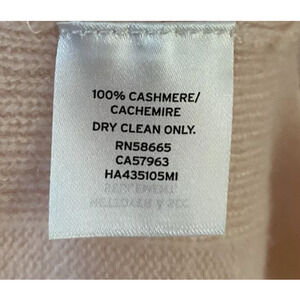 100% CASHMERE/
CACHEMIRE
DRY CLEAN ONLY.
RN58665
CA57963
HA435105MI